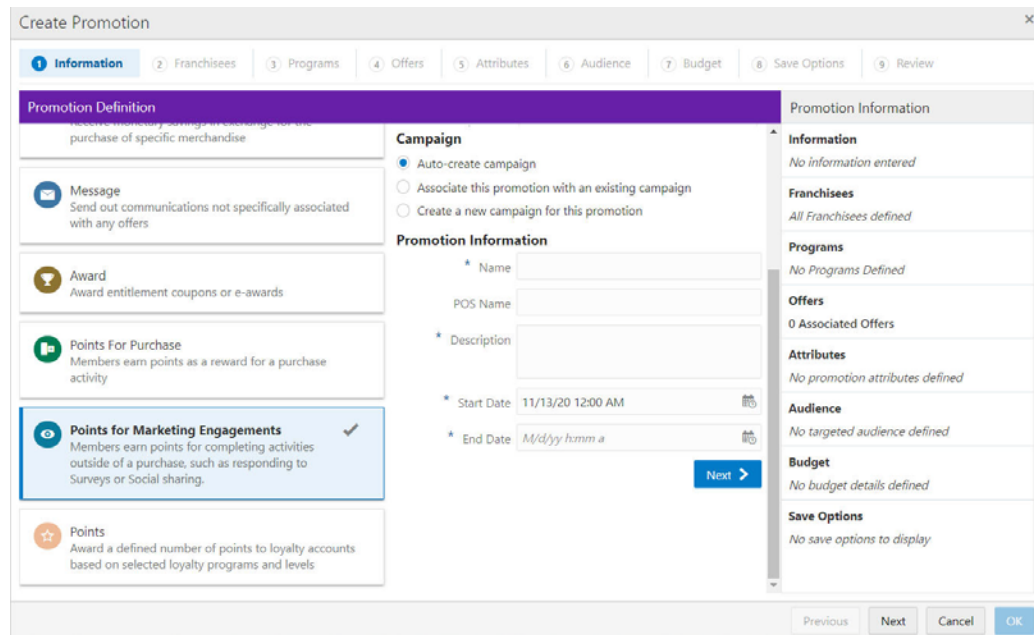 Create Promotion
×
1 Information
2 Franchisees
3 Programs
4 Offers
5 Attributes
6 Audience
7 Budget
8 Save Options
9 Review
Promotion Definition
Receive monetary savings in exchange for the
purchase of specific merchandise
Message
Send out communications not specifically associated
with any offers
Award
Award entitlement coupons or e-awards
Points For Purchase
Members earn points as a reward for a purchase
activity
Points for Marketing Engagements
Members earn points for completing activities
outside of a purchase, such as responding to
Surveys or Social sharing.
Points
Award a defined number of points to loyalty accounts
based on selected loyalty programs and levels
Campaign
Auto-create campaign
Associate this promotion with an existing campaign
Create a new campaign for this promotion
Promotion Information
* Name
POS Name
* Description
* Start Date 11/13/20 12:00 AM
* End Date M/d/yy h:mm a
Next >
Promotion Information
Information
No information entered
Franchisees
All Franchisees defined
Programs
No Programs Defined
Offers
0 Associated Offers
Attributes
No promotion attributes defined
Audience
No targeted audience defined
Budget
No budget details defined
Save Options
No save options to display
Previous
Next
Cancel
OK